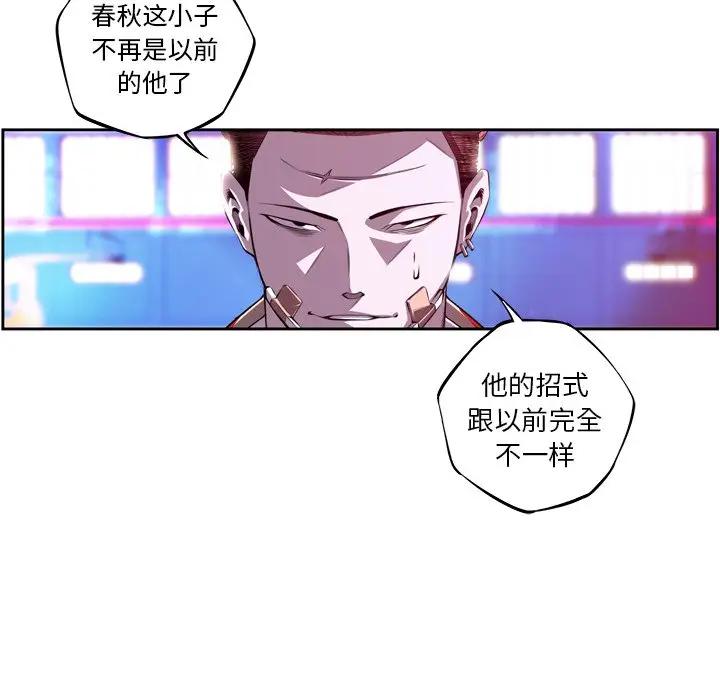 春秋这小子
不再是以前
的他了
他的招式
跟以前完全
不一样